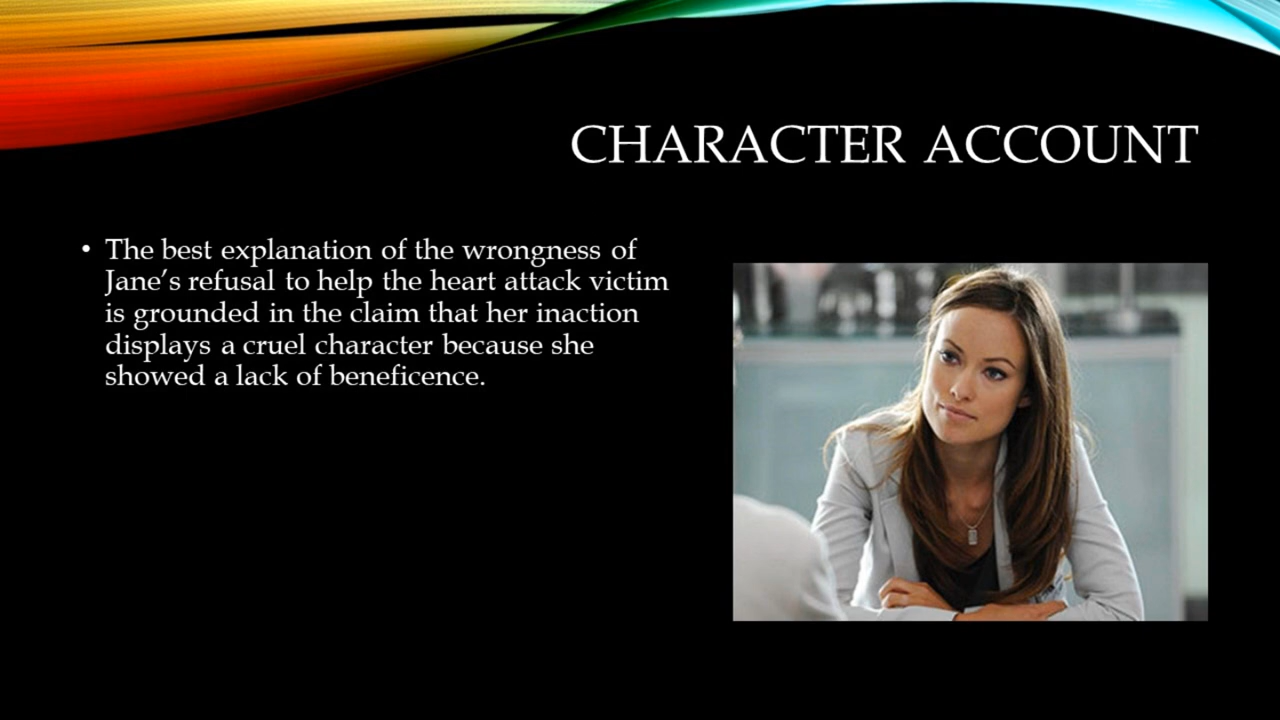 CHARACTER ACCOUNT
• The best explanation of the wrongness of
Jane’s refusal to help the heart attack victim
is grounded in the claim that her inaction
displays a cruel character because she
showed a lack of beneficence.